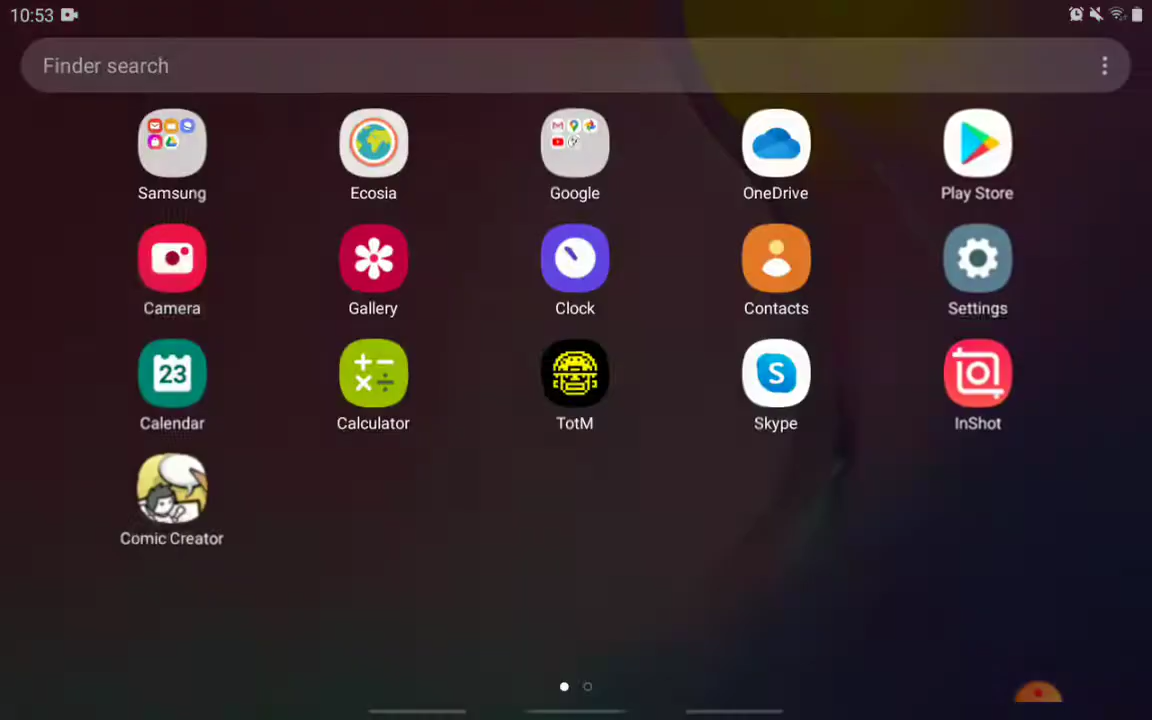 10:53
Finder search
Samsung Ecosia Google OneDrive Play Store
Camera Gallery Clock Contacts Settings
23
S
Calendar Calculator TotM Skype InShot
Comic Creator